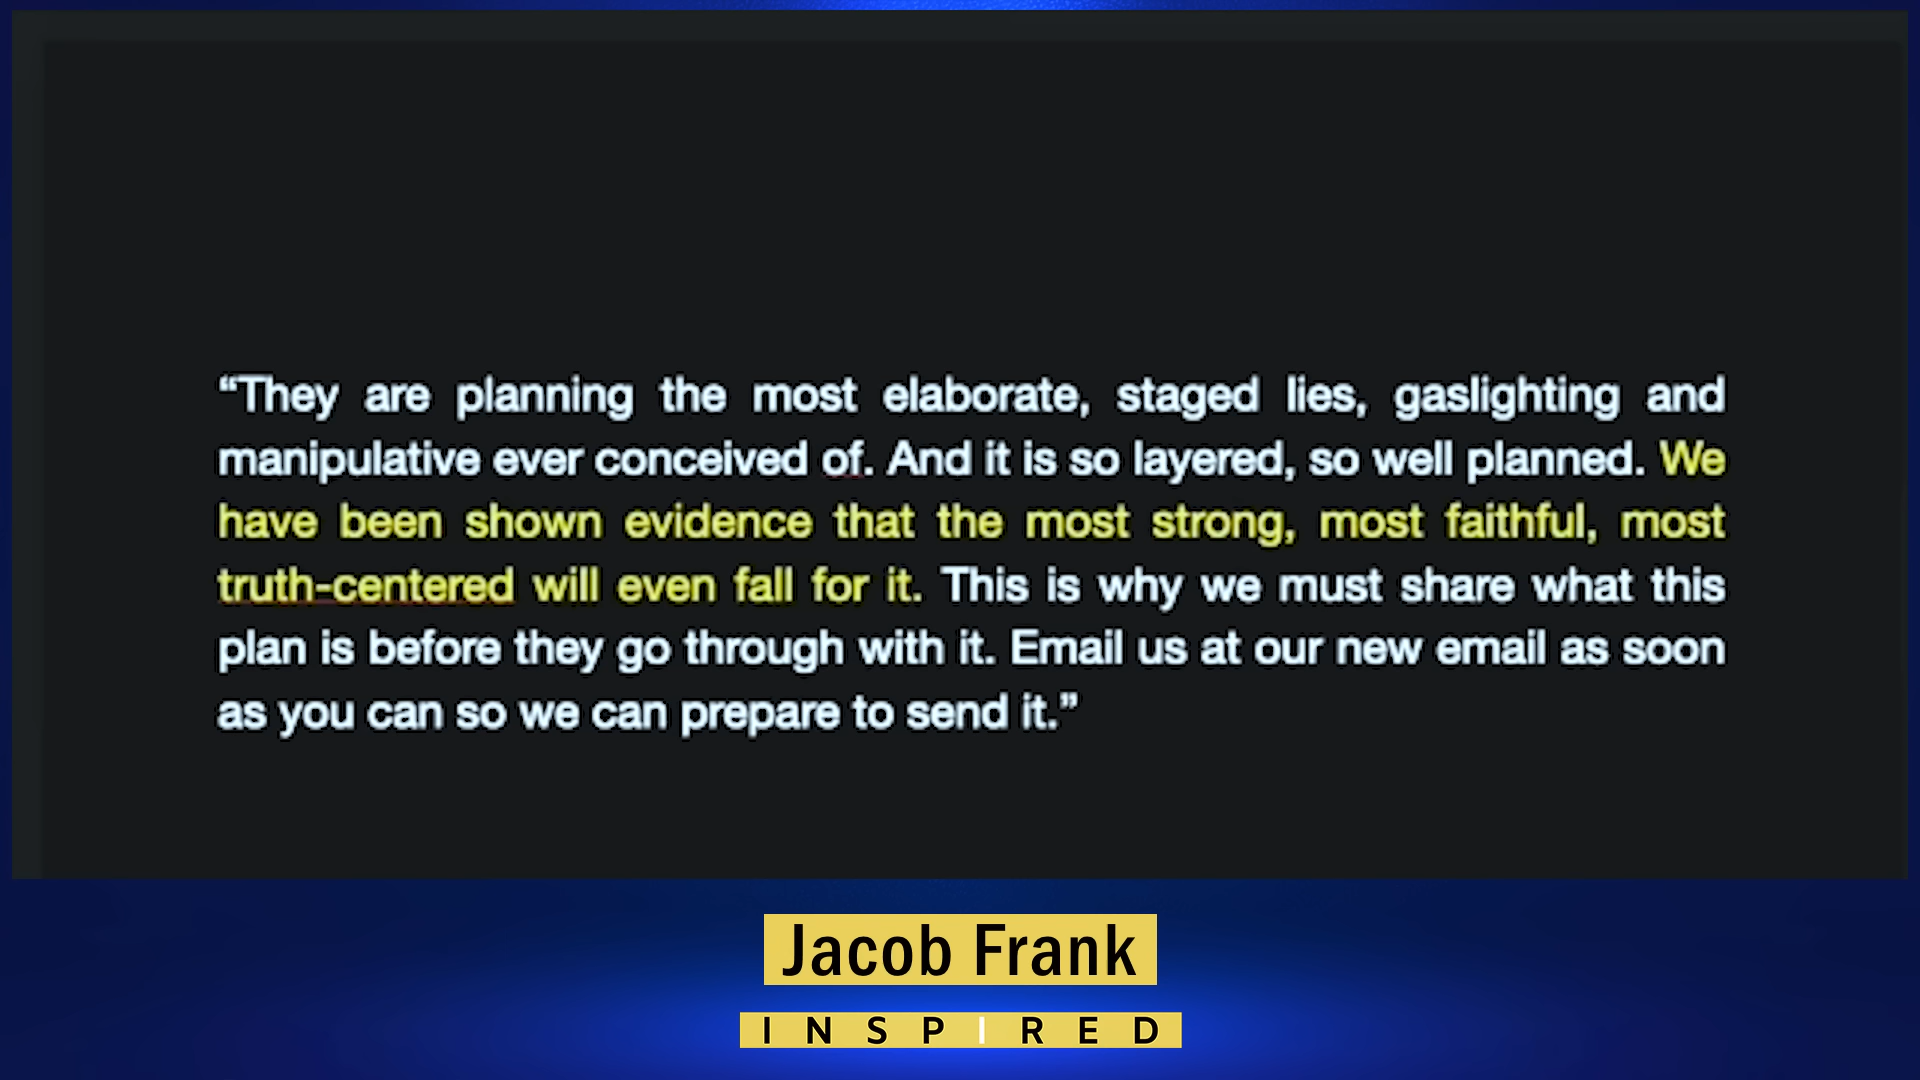 “They are planning the most elaborate, staged lies, gaslighting and
manipulative ever conceived of. And it is so layered, so well planned. We
have been shown evidence that the most strong, most faithful, most
truth-centered will even fall for it. This is why we must share what this
plan is before they go through with it. Email us at our new email as soon
as you can so we can prepare to send it.”
Jacob Frank
INSPIRED